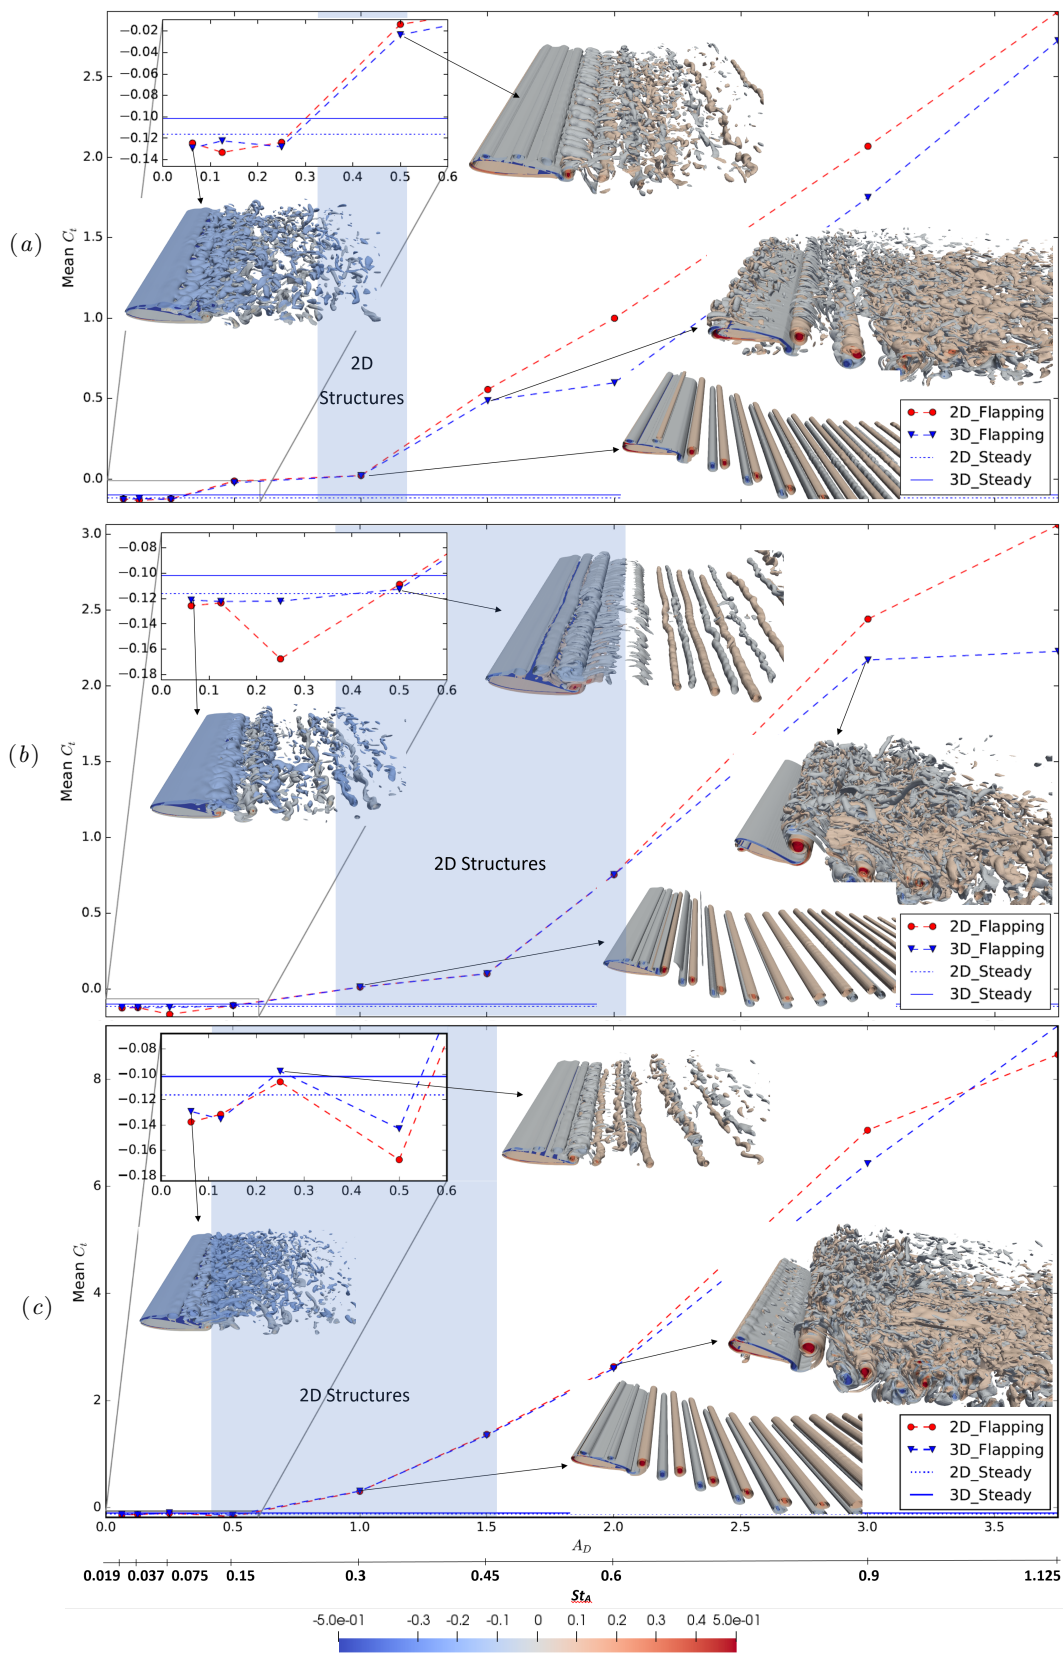 −0.02
−0.04
−0.06
−0.08
−0.10
−0.12
−0.14
0.0 0.1 0.2 0.3 0.4 0.5 0.6
2.5
2.0
1.5
1.0
0.5
0.0
Mean Cₜ
(a)
2D
Structures
2D_Flapping
3D_Flapping
2D_Steady
3D_Steady
−0.08
−0.10
−0.12
−0.14
−0.16
−0.18
0.0 0.1 0.2 0.3 0.4 0.5 0.6
3.0
2.5
2.0
1.5
1.0
0.5
0.0
Mean Cₜ
(b)
2D Structures
2D_Flapping
3D_Flapping
2D_Steady
3D_Steady
−0.08
−0.10
−0.12
−0.14
−0.16
−0.18
0.0 0.1 0.2 0.3 0.4 0.5 0.6
8
6
4
2
0
Mean Cₜ
(c)
2D Structures
2D_Flapping
3D_Flapping
2D_Steady
3D_Steady
0.0 0.5 1.0 1.5 2.0 2.5 3.0 3.5
A_D
0.019 0.037 0.075 0.15 0.3 0.45 0.6 0.9 1.125
St_A
-5.0e-01 -0.3 -0.2 -0.1 0 0.1 0.2 0.3 0.4 5.0e-01